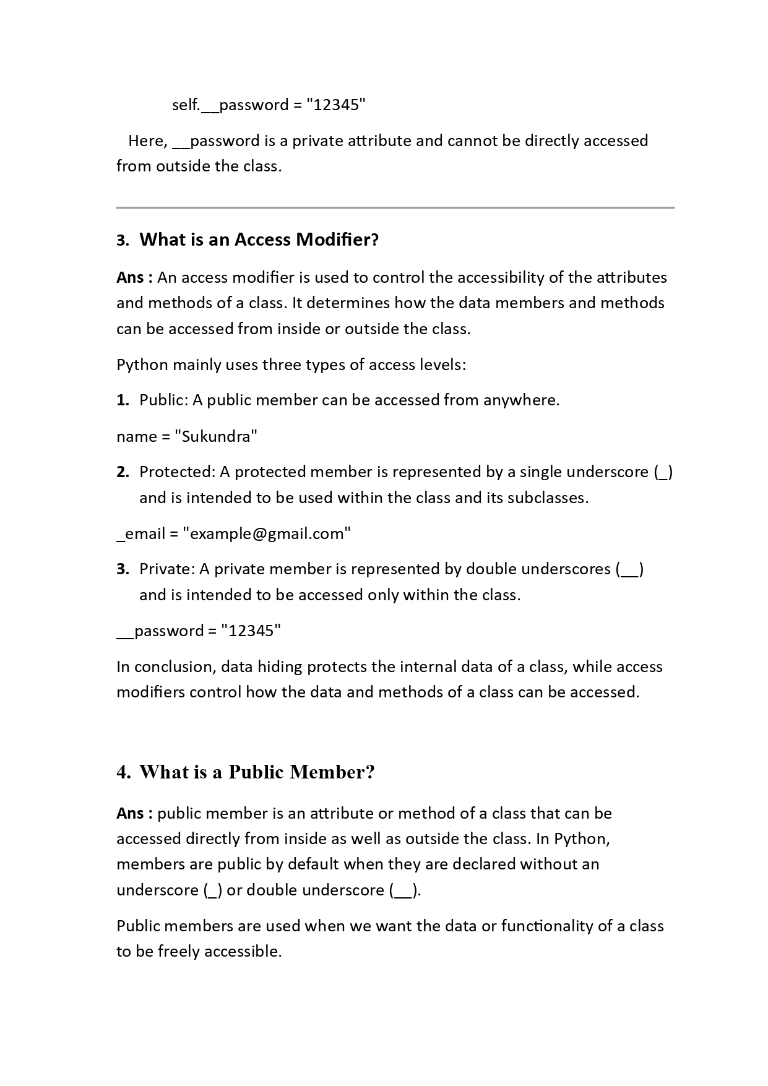 self.__password = "12345"
Here, __password is a private attribute and cannot be directly accessed
from outside the class.
3. What is an Access Modifier?
Ans : An access modifier is used to control the accessibility of the attributes
and methods of a class. It determines how the data members and methods
can be accessed from inside or outside the class.
Python mainly uses three types of access levels:
1. Public: A public member can be accessed from anywhere.
name = "Sukundra"
2. Protected: A protected member is represented by a single underscore (_)
and is intended to be used within the class and its subclasses.
_email = "example@gmail.com"
3. Private: A private member is represented by double underscores (__)
and is intended to be accessed only within the class.
__password = "12345"
In conclusion, data hiding protects the internal data of a class, while access
modifiers control how the data and methods of a class can be accessed.
4. What is a Public Member?
Ans : public member is an attribute or method of a class that can be
accessed directly from inside as well as outside the class. In Python,
members are public by default when they are declared without an
underscore (_) or double underscore (__).
Public members are used when we want the data or functionality of a class
to be freely accessible.